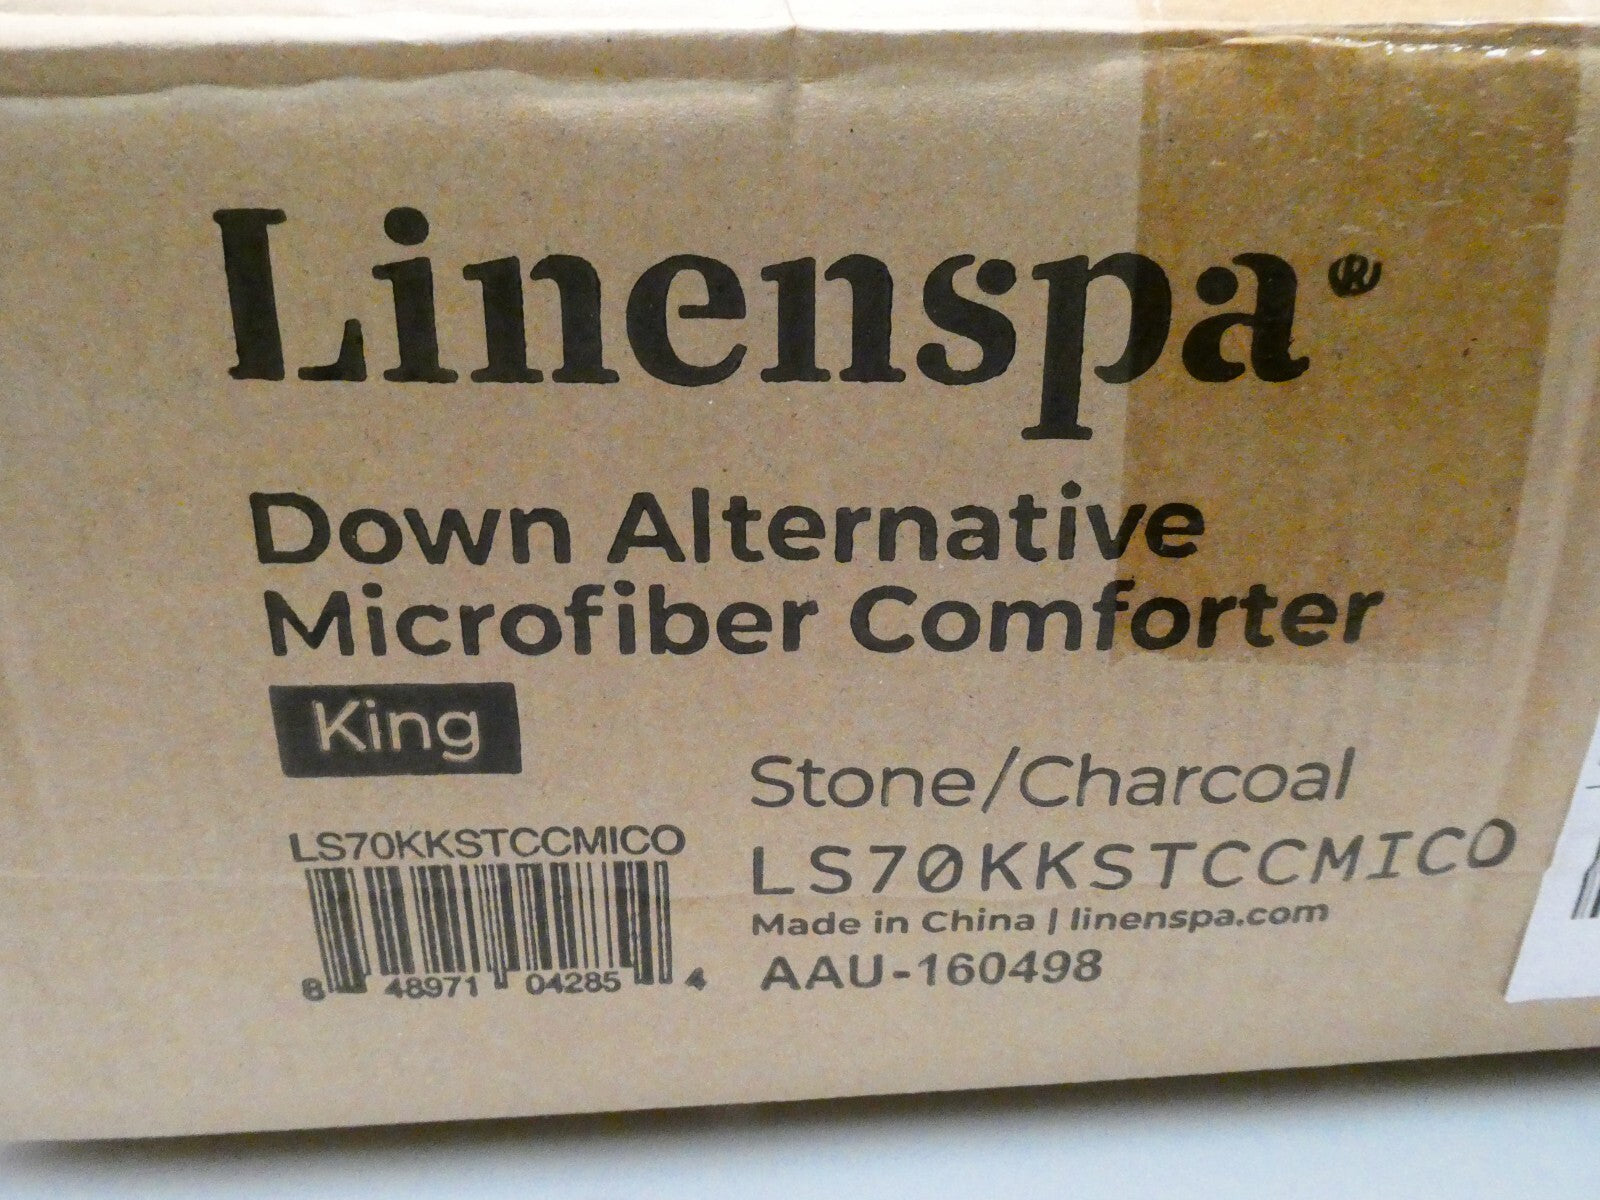 Linenspa®
Down Alternative
Microfiber Comforter
King
Stone/Charcoal
LS70KKSTCCMICO
LS70KKSTCCMICO
Made in China | linenspa.com
AAU-160498
8 48971 04285 4